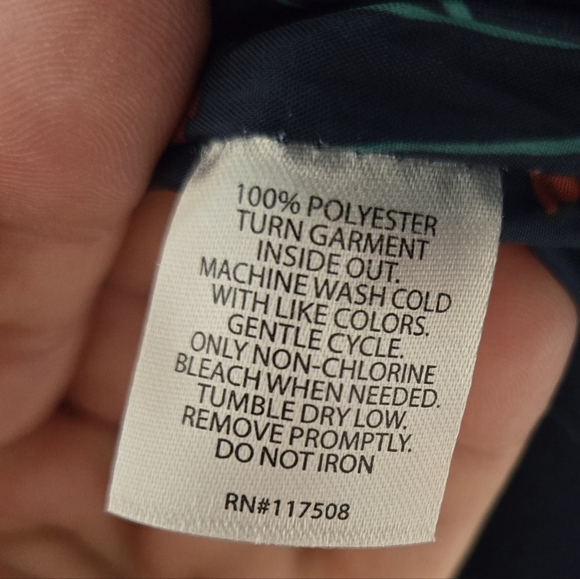 100% POLYESTER
TURN GARMENT
INSIDE OUT.
MACHINE WASH COLD
WITH LIKE COLORS.
GENTLE CYCLE.
ONLY NON-CHLORINE
BLEACH WHEN NEEDED.
TUMBLE DRY LOW.
REMOVE PROMPTLY.
DO NOT IRON
RN#117508